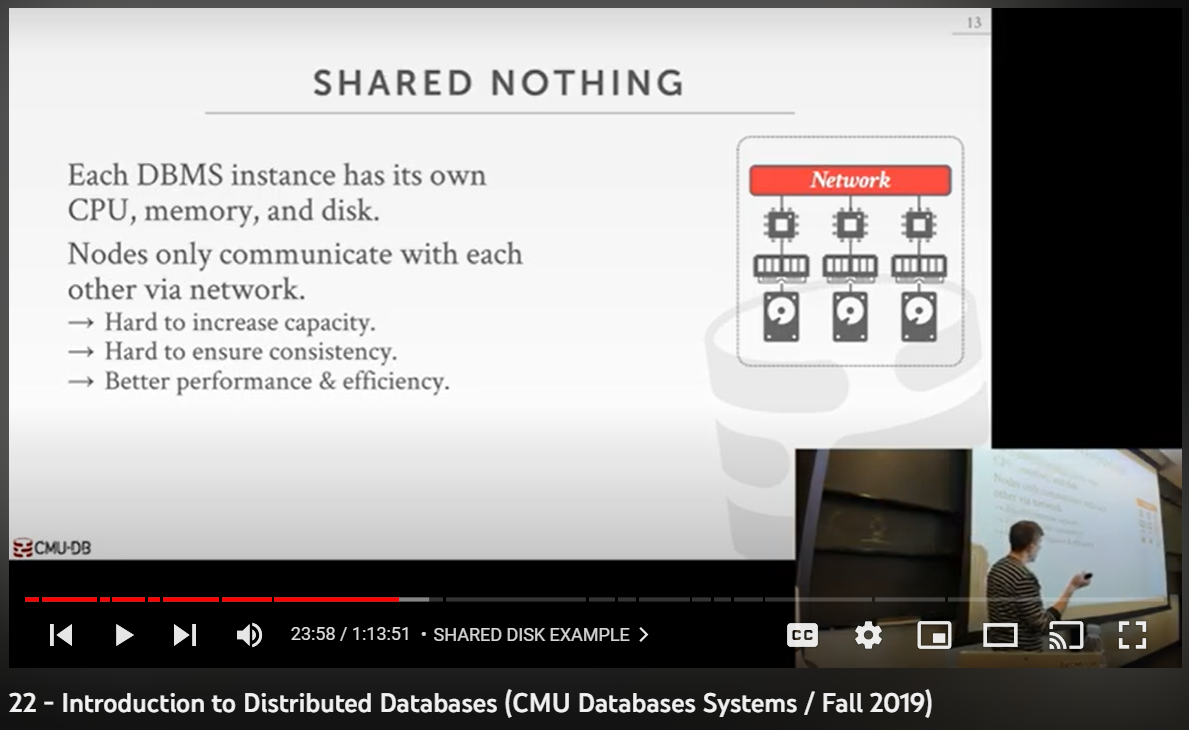 13
SHARED NOTHING
Each DBMS instance has its own
CPU, memory, and disk.
Nodes only communicate with each
other via network.
→ Hard to increase capacity.
→ Hard to ensure consistency.
→ Better performance & efficiency.
Network
CMU·DB
23:58 / 1:13:51 • SHARED DISK EXAMPLE >
CC
22 - Introduction to Distributed Databases (CMU Databases Systems / Fall 2019)